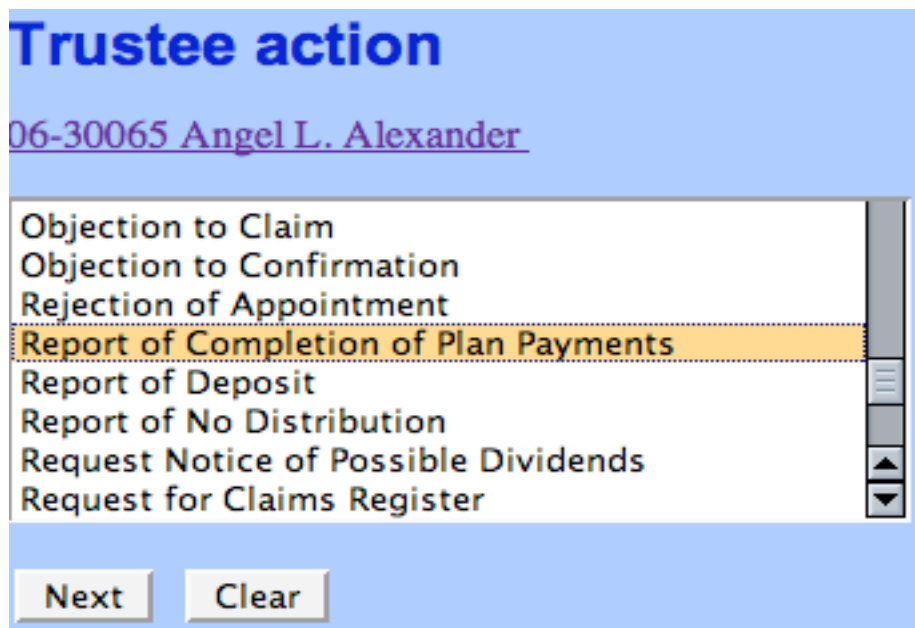 Trustee action
06-30065 Angel L. Alexander
Objection to Claim
Objection to Confirmation
Rejection of Appointment
Report of Completion of Plan Payments
Report of Deposit
Report of No Distribution
Request Notice of Possible Dividends
Request for Claims Register
Next Clear